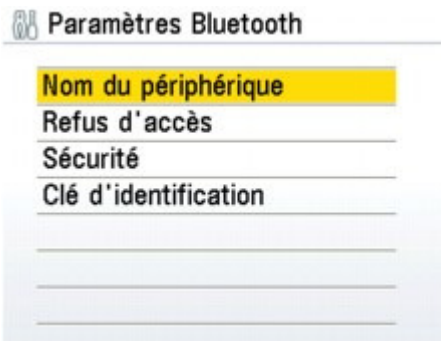 Paramètres Bluetooth
Nom du périphérique
Refus d'accès
Sécurité
Clé d'identification